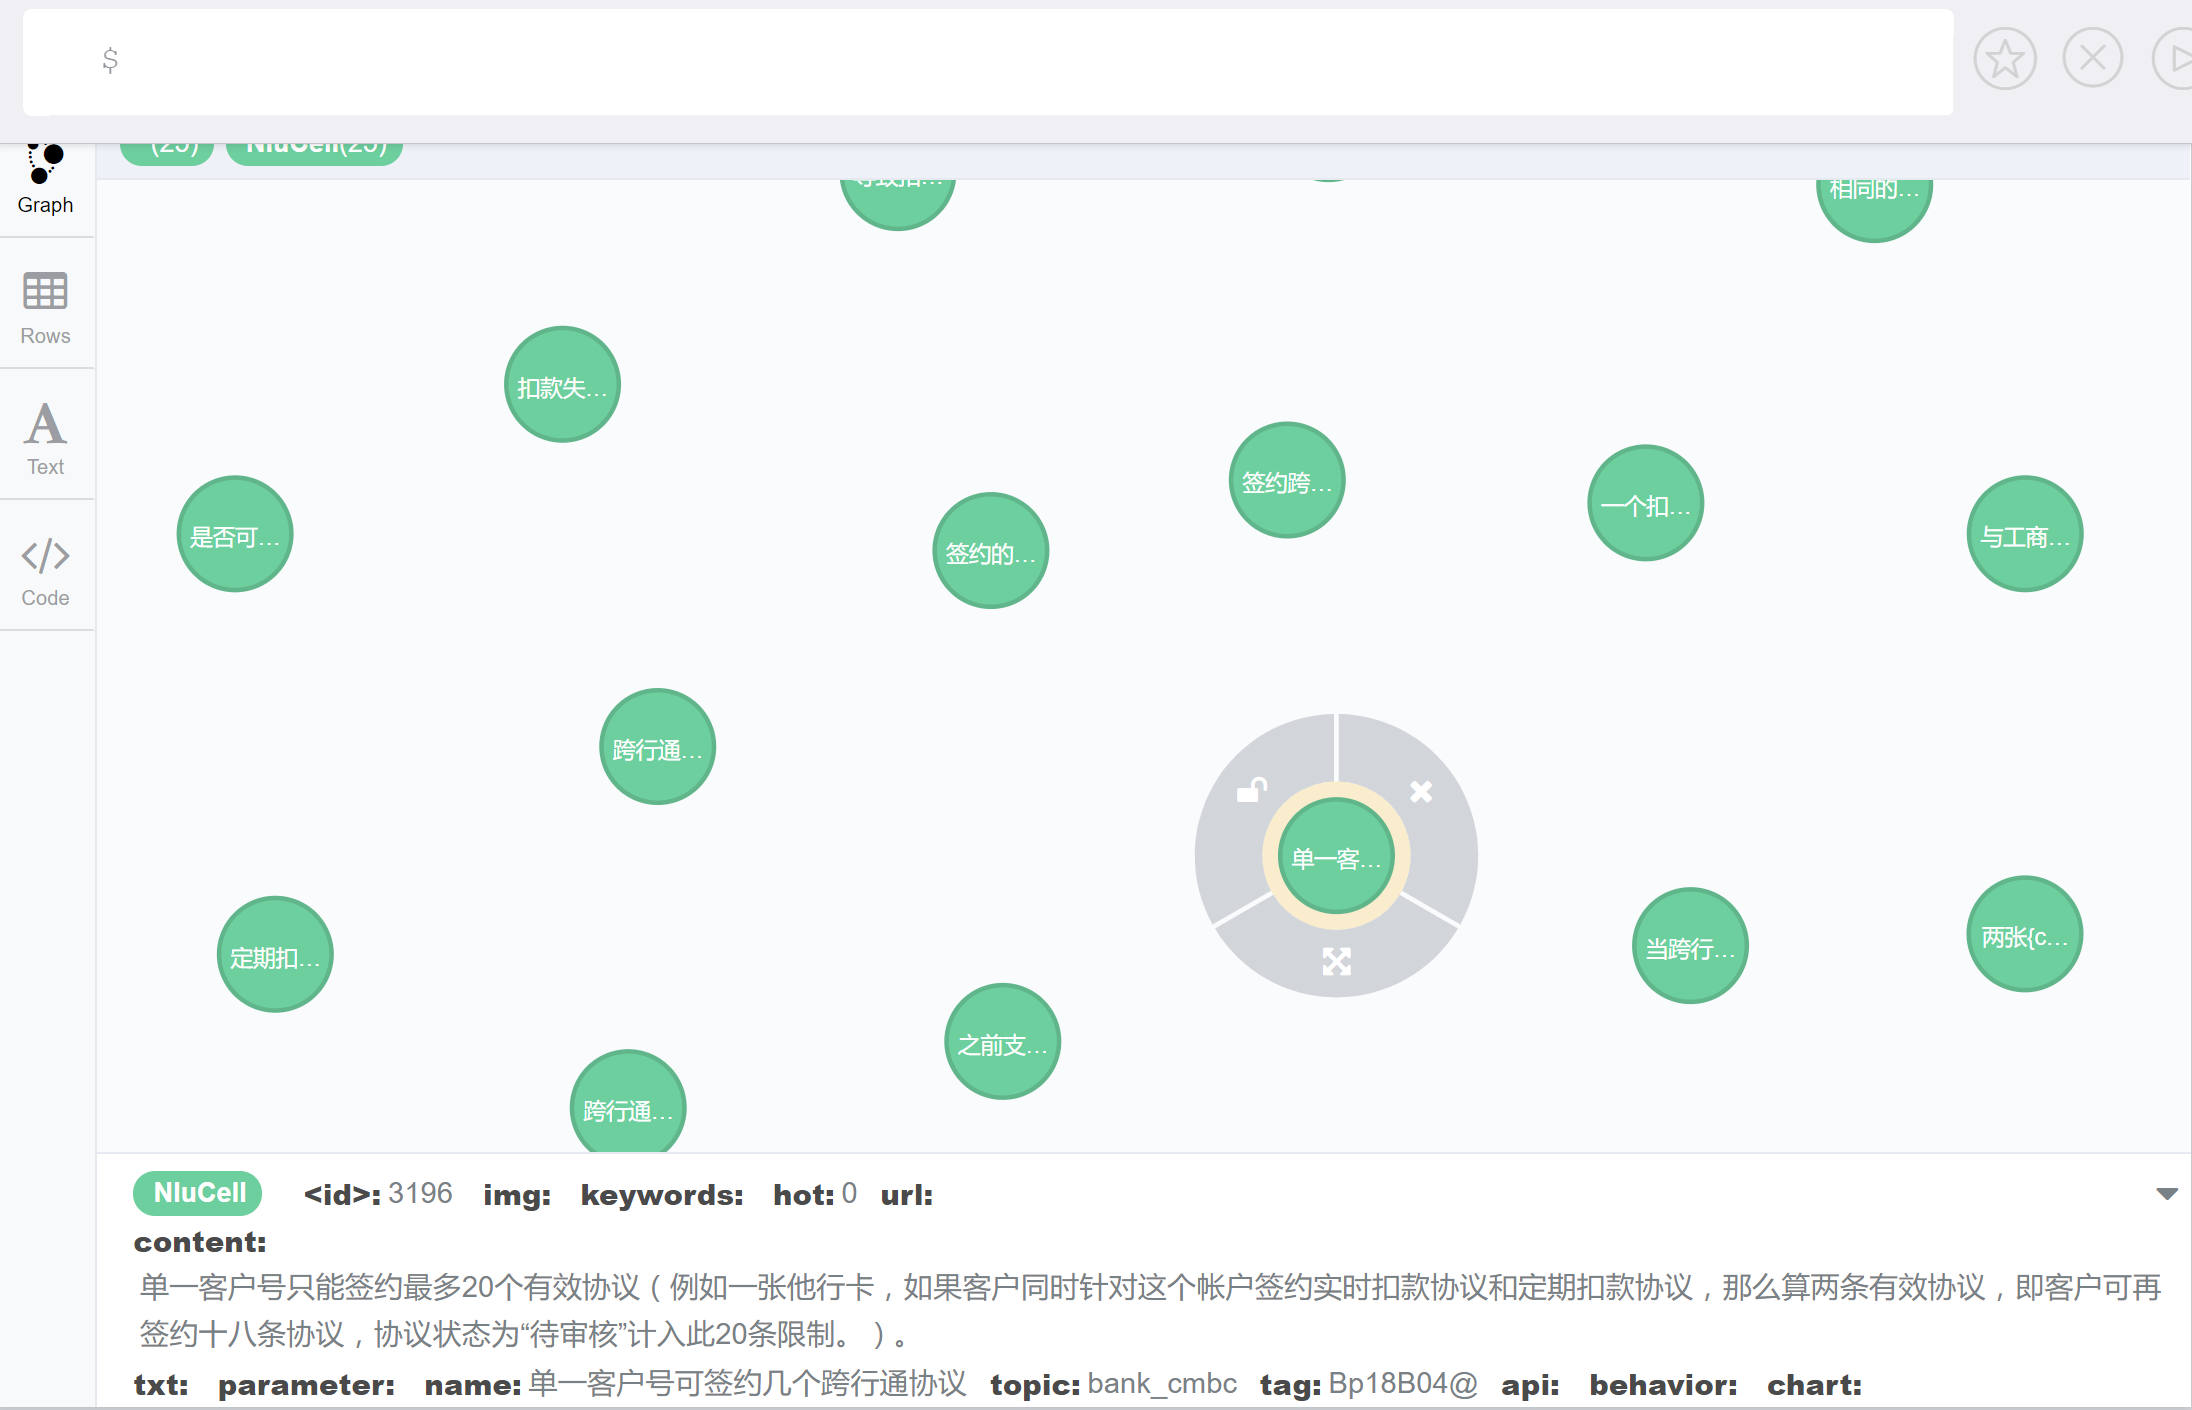 $
(25)
NluCell(25)
Graph
Rows
Text
Code
导致扣…
相同的…
扣款失…
签约跨…
一个扣…
是否可…
签约的…
与工商…
跨行通…
单一客…
定期扣…
当跨行…
两张{c…
之前支…
跨行通…
NluCell <id>: 3196 img: keywords: hot: 0 url:
content:
单一客户号只能签约最多20个有效协议（例如一张他行卡，如果客户同时针对这个帐户签约实时扣款协议和定期扣款协议，那么算两条有效协议，即客户可再
签约十八条协议，协议状态为“待审核”计入此20条限制。）。
txt: parameter: name: 单一客户号可签约几个跨行通协议 topic: bank_cmbc tag: Bp18B04@ api: behavior: chart: